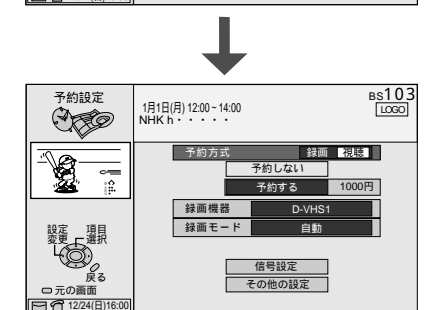 予約設定
BS103
LOGO
1月1日(月) 12:00~14:00
NHK h・・・・・
予約方式 録画 視聴
予約しない
予約する 1000円
録画機器 D-VHS1
録画モード 自動
設定変更 項目選択
戻る
元の画面
信号設定
その他の設定
12/24(日)16:00